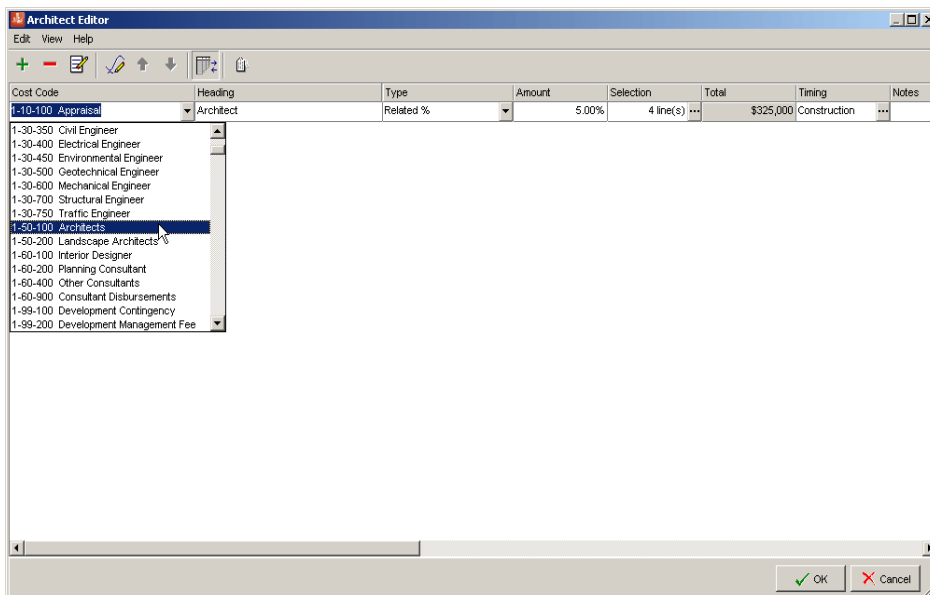 Architect Editor
Edit View Help
Cost Code Heading Type Amount Selection Total Timing Notes
1-10-100 Appraisal Architect Related % 5.00% 4 line(s) ... $325,000 Construction ...
1-30-350 Civil Engineer
1-30-400 Electrical Engineer
1-30-450 Environmental Engineer
1-30-500 Geotechnical Engineer
1-30-600 Mechanical Engineer
1-30-700 Structural Engineer
1-30-750 Traffic Engineer
1-50-100 Architects
1-50-200 Landscape Architects
1-60-100 Interior Designer
1-60-200 Planning Consultant
1-60-400 Other Consultants
1-60-900 Consultant Disbursements
1-99-100 Development Contingency
1-99-200 Development Management Fee
OK Cancel